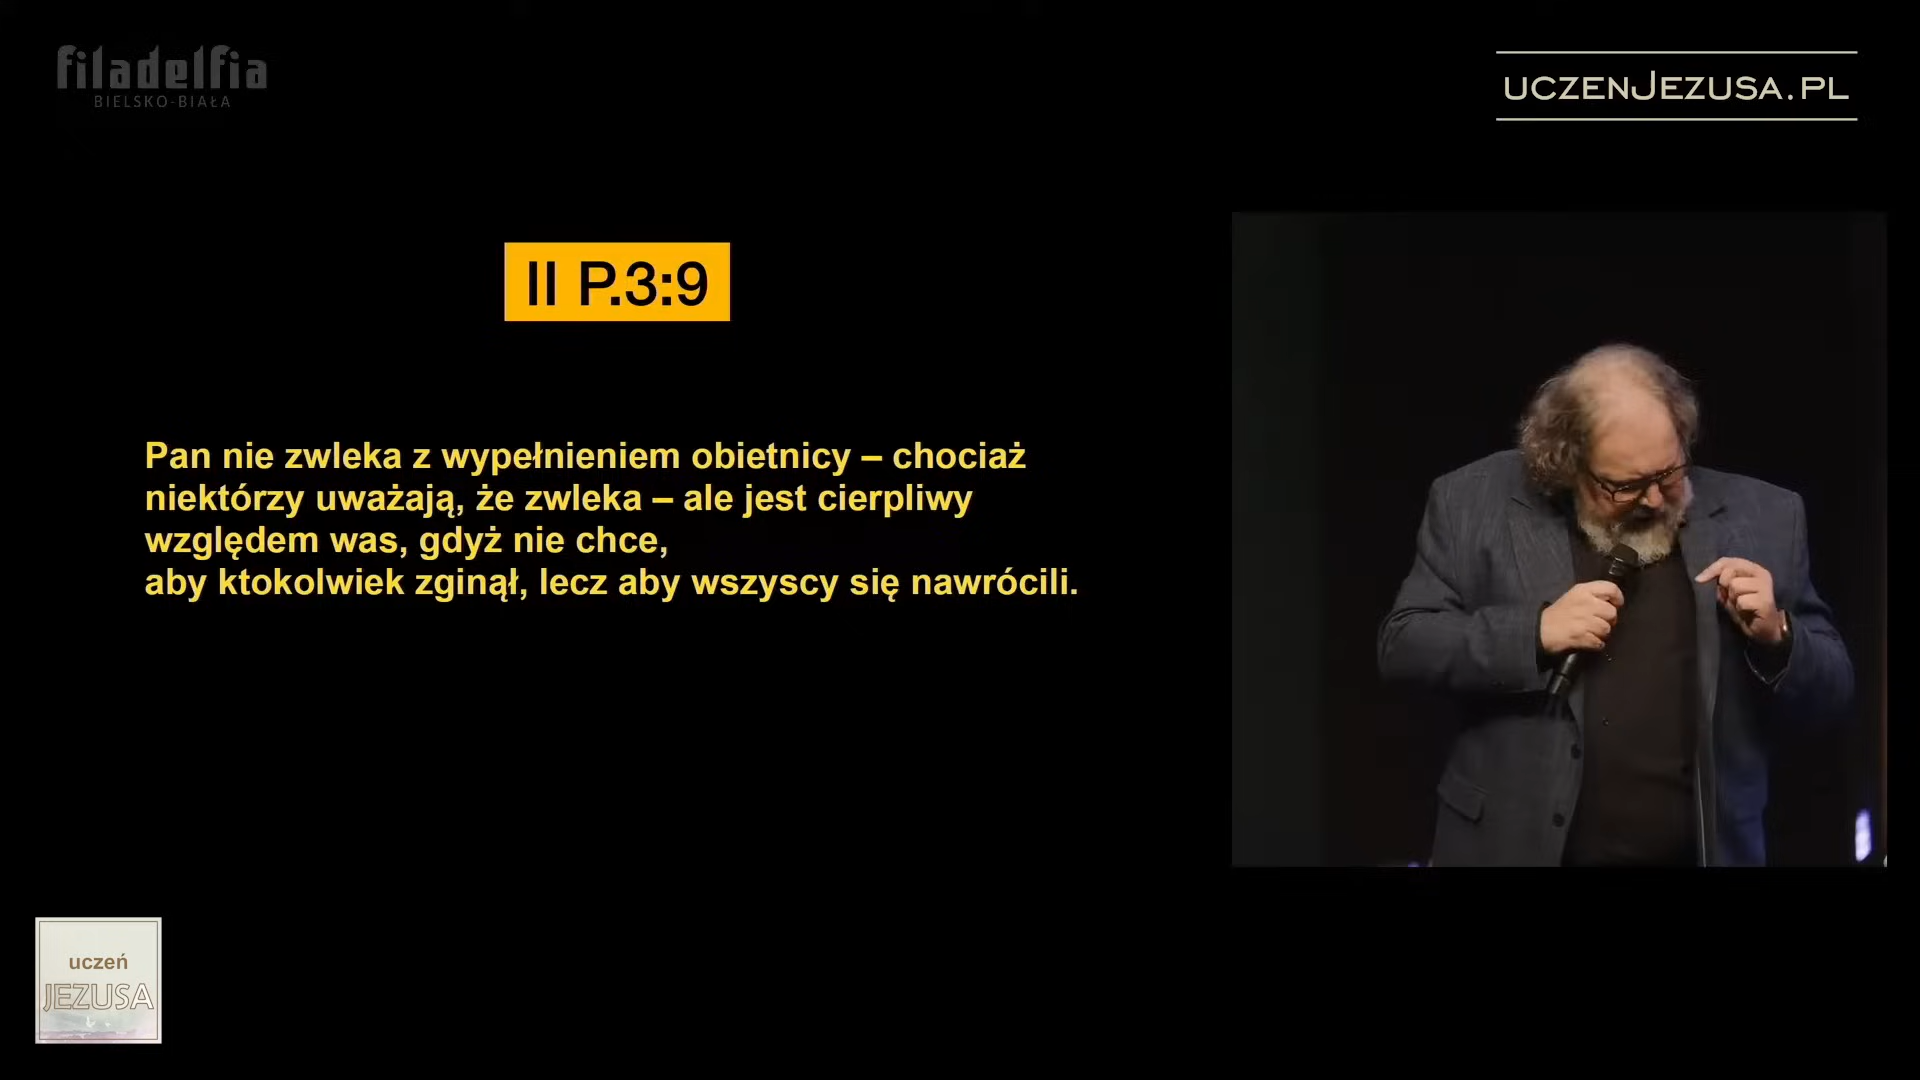 filadelfia
BIELSKO-BIAŁA
UCZENJEZUSA.PL
II P.3:9
Pan nie zwleka z wypełnieniem obietnicy – chociaż
niektórzy uważają, że zwleka – ale jest cierpliwy
względem was, gdyż nie chce,
aby ktokolwiek zginął, lecz aby wszyscy się nawrócili.
uczeń
JEZUSA